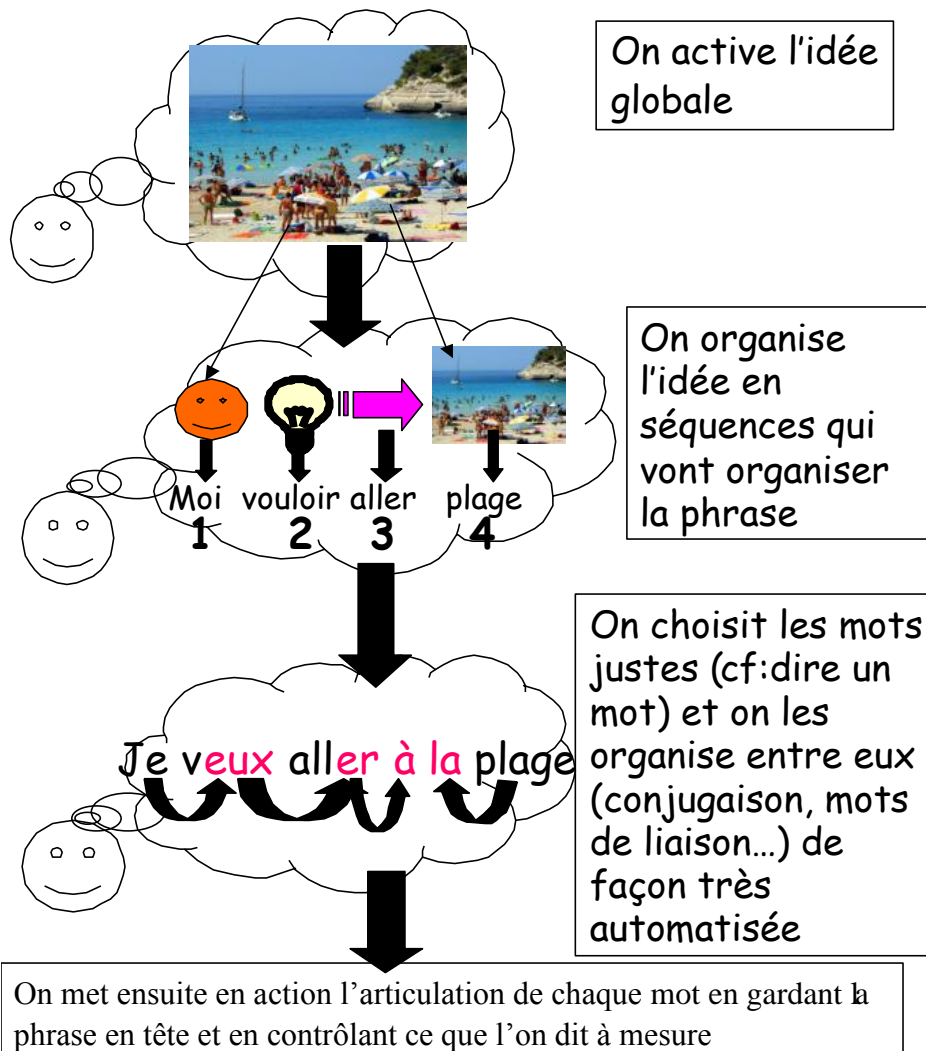 On active l'idée
globale
On organise
l'idée en
séquences qui
vont organiser
la phrase
Moi vouloir aller plage
1 2 3 4
On choisit les mots
justes (cf:dire un
mot) et on les
organise entre eux
(conjugaison, mots
de liaison…) de
façon très
automatisée
Je veux aller à la plage
On met ensuite en action l'articulation de chaque mot en gardant la
phrase en tête et en contrôlant ce que l'on dit à mesure